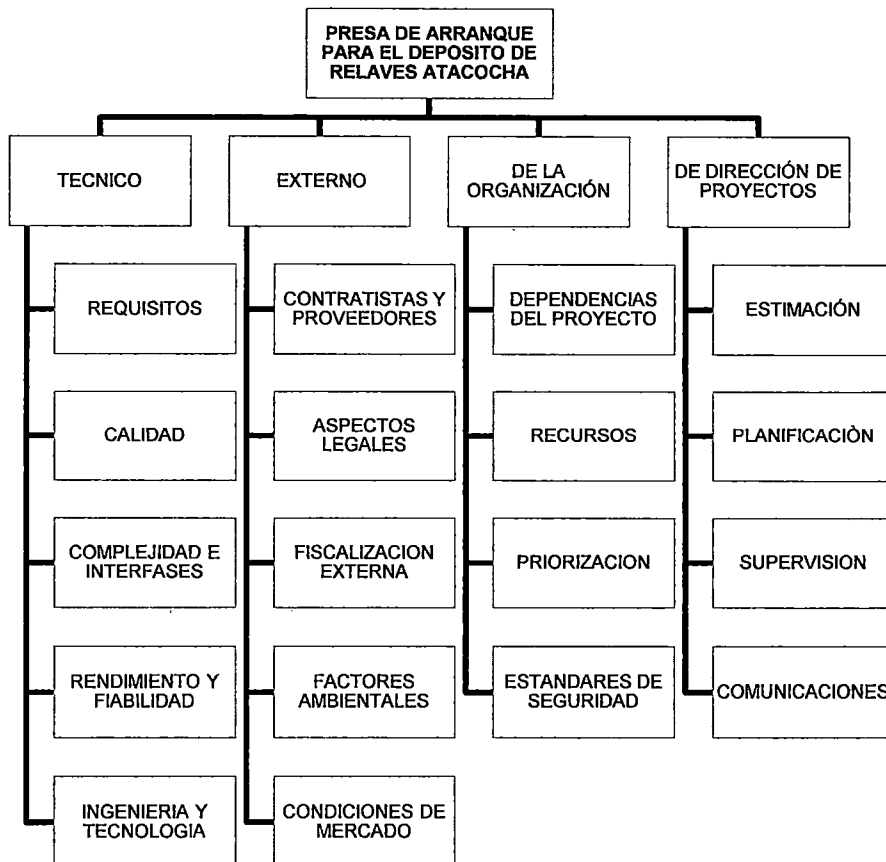 PRESA DE ARRANQUE
PARA EL DEPOSITO DE
RELAVES ATACOCHA
TECNICO
EXTERNO
DE LA
ORGANIZACIÓN
DE DIRECCIÓN DE
PROYECTOS
REQUISITOS
CONTRATISTAS Y
PROVEEDORES
DEPENDENCIAS
DEL PROYECTO
ESTIMACIÓN
CALIDAD
ASPECTOS
LEGALES
RECURSOS
PLANIFICACIÒN
COMPLEJIDAD E
INTERFASES
FISCALIZACION
EXTERNA
PRIORIZACION
SUPERVISION
RENDIMIENTO Y
FIABILIDAD
FACTORES
AMBIENTALES
ESTANDARES DE
SEGURIDAD
COMUNICACIONES
INGENIERIA Y
TECNOLOGIA
CONDICIONES DE
MERCADO